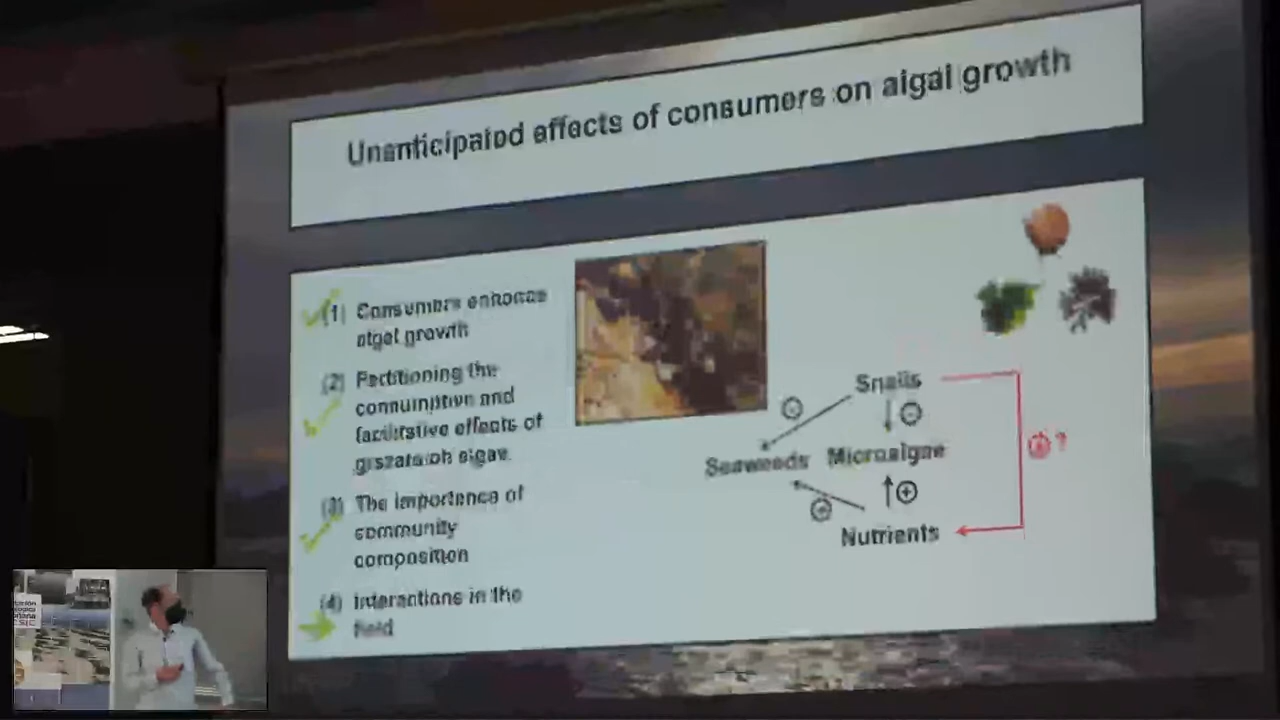 Unanticipated effects of consumers on algal growth
(1) Consumers enhance
algal growth
(2) Partitioning the
consumptive and
facilitative effects of
grazers on algae
(3) The importance of
community
composition
(4) Interactions in the
field
Snails
Seaweeds Microalgae
Nutrients
?
CSIC